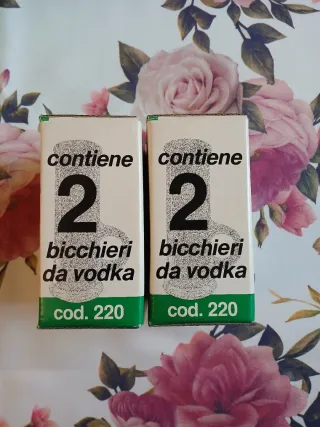 contiene
2
bicchieri
da vodka
cod. 220
contiene
2
bicchieri
da vodka
cod. 220